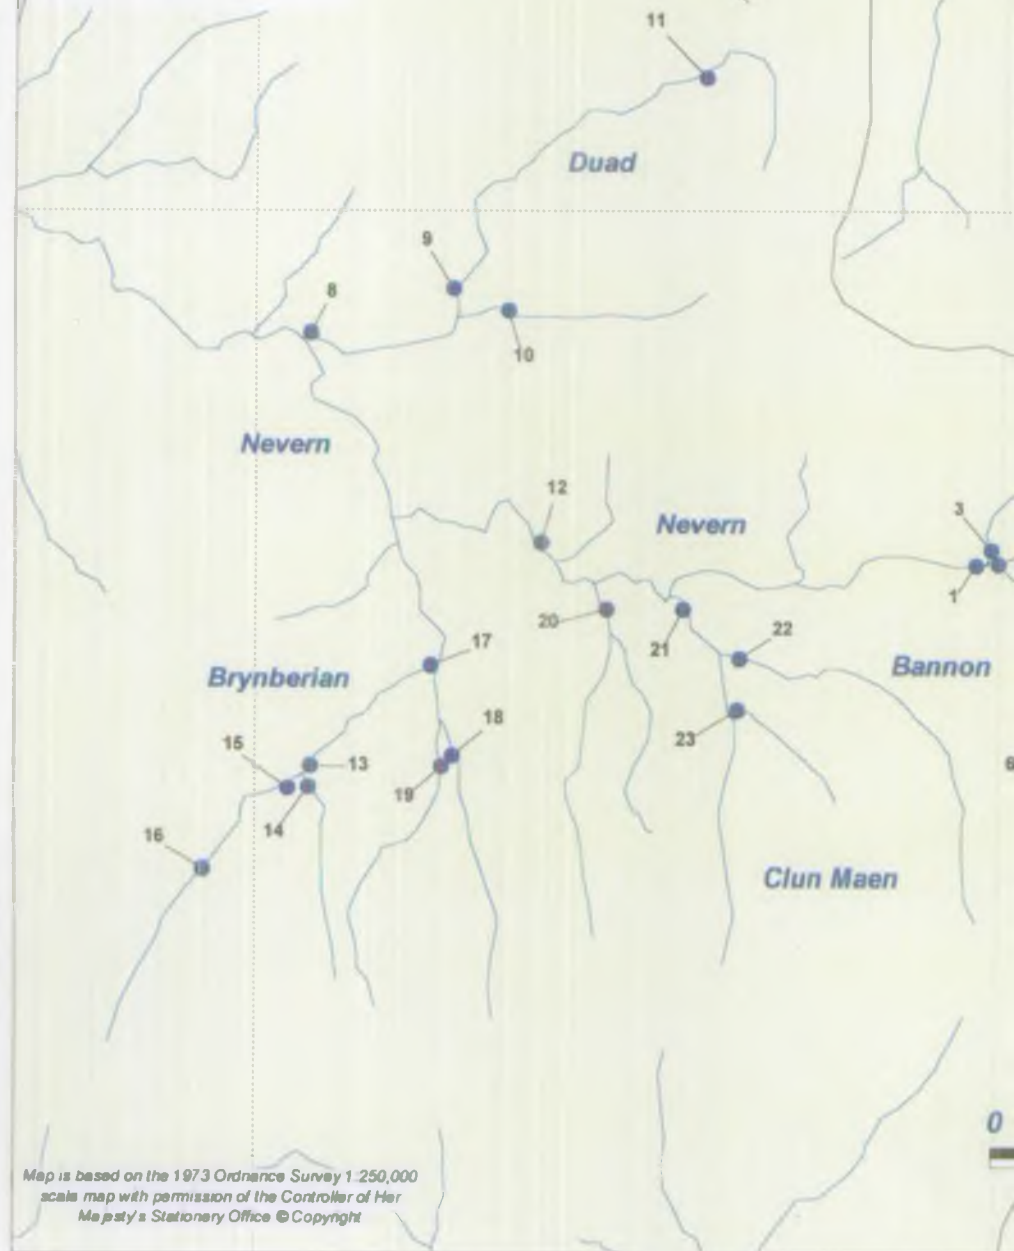 11
Duad
9
8
10
Nevern
12
Nevern
3
1
20
21
22
17
Brynberian
Bannon
18
23
15
13
6
19
14
16
Clun Maen
0
Map is based on the 1973 Ordnance Survey 1:250,000
scale map with permission of the Controller of Her
Majesty's Stationery Office © Copyright